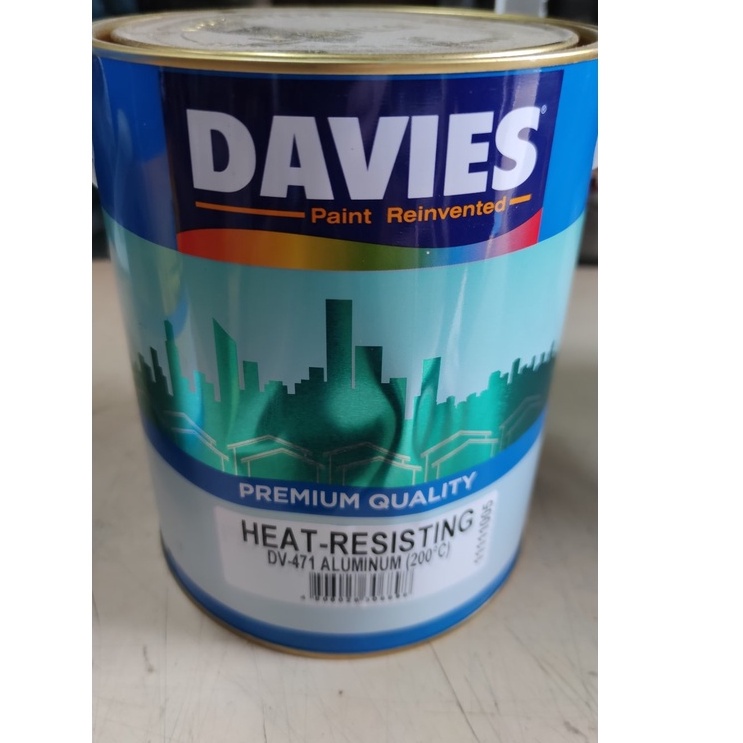 DAVIES®
Paint Reinvented
PREMIUM QUALITY
HEAT-RESISTING
DV-471 ALUMINUM (200°C)